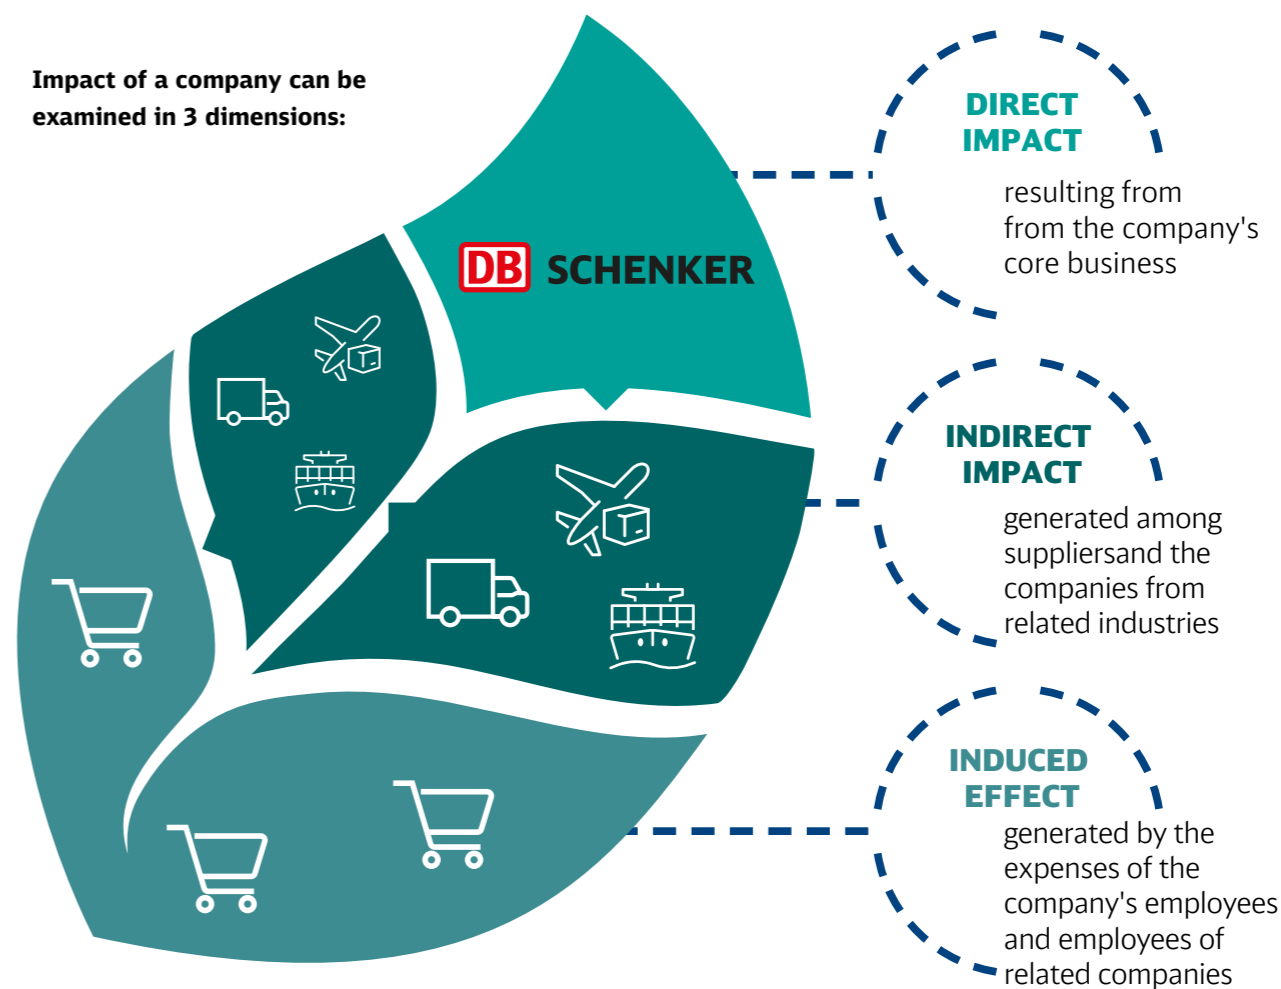 Impact of a company can be
examined in 3 dimensions:
DB SCHENKER
DIRECT
IMPACT
resulting from
from the company's
core business
INDIRECT
IMPACT
generated among
suppliersand the
companies from
related industries
INDUCED
EFFECT
generated by the
expenses of the
company's employees
and employees of
related companies